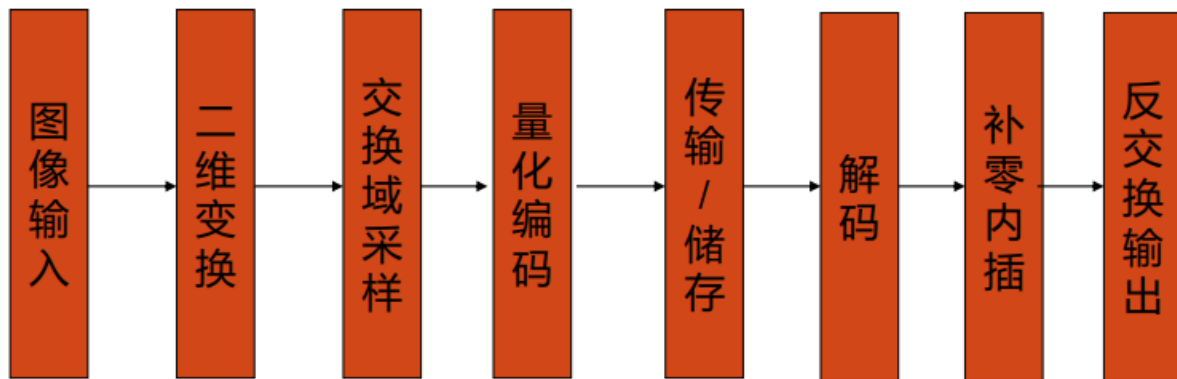 图像输入
二维变换
交换域采样
量化编码
传输/储存
解码
补零内插
反交换输出